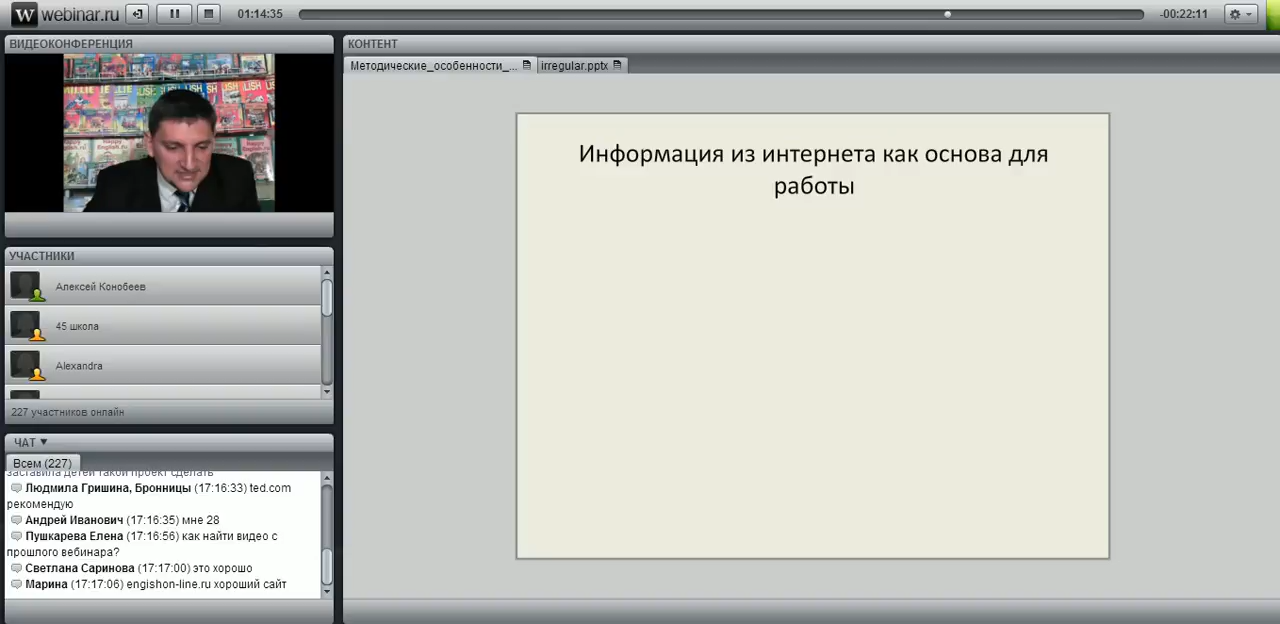 W webinar.ru 01:14:35 -00:22:11
ВИДЕОКОНФЕРЕНЦИЯ
УЧАСТНИКИ
Алексей Конобеев
45 школа
Alexandra
227 участников онлайн
ЧАТ
Всем (227)
заставила детей такой проект сделать
Людмила Гришина, Бронницы (17:16:33) ted.com
рекомендую
Андрей Иванович (17:16:35) мне 28
Пушкарева Елена (17:16:56) как найти видео с
прошлого вебинара?
Светлана Саринова (17:17:00) это хорошо
Марина (17:17:06) engishon-line.ru хороший сайт
КОНТЕНТ
Методические_особенности_... irregular.pptx
Информация из интернета как основа для
работы